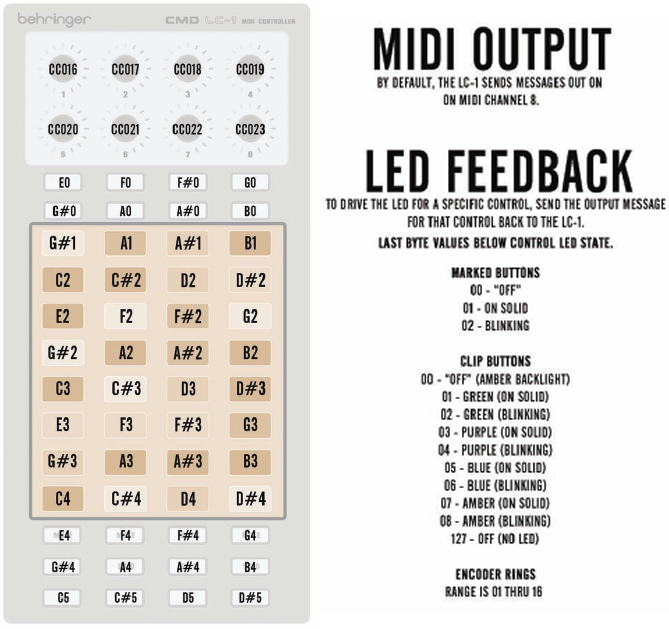 behringer CMD LC-1 MIDI CONTROLLER
CC016 CC017 CC018 CC019
1 2 3 4
CC020 CC021 CC022 CC023
5 6 7 8
E0 F0 F#0 G0
G#0 A0 A#0 B0
G#1 A1 A#1 B1
C2 C#2 D2 D#2
E2 F2 F#2 G2
G#2 A2 A#2 B2
C3 C#3 D3 D#3
E3 F3 F#3 G3
G#3 A3 A#3 B3
C4 C#4 D4 D#4
E4 F4 F#4 G4
G#4 A4 A#4 B4
C5 C#5 D5 D#5
MIDI OUTPUT
BY DEFAULT, THE LC-1 SENDS MESSAGES OUT ON
ON MIDI CHANNEL 8.
LED FEEDBACK
TO DRIVE THE LED FOR A SPECIFIC CONTROL, SEND THE OUTPUT MESSAGE
FOR THAT CONTROL BACK TO THE LC-1.
LAST BYTE VALUES BELOW CONTROL LED STATE.
MARKED BUTTONS
00 - "OFF"
01 - ON SOLID
02 - BLINKING
CLIP BUTTONS
00 - "OFF" (AMBER BACKLIGHT)
01 - GREEN (ON SOLID)
02 - GREEN (BLINKING)
03 - PURPLE (ON SOLID)
04 - PURPLE (BLINKING)
05 - BLUE (ON SOLID)
06 - BLUE (BLINKING)
07 - AMBER (ON SOLID)
08 - AMBER (BLINKING)
127 - OFF (NO LED)
ENCODER RINGS
RANGE IS 01 THRU 16